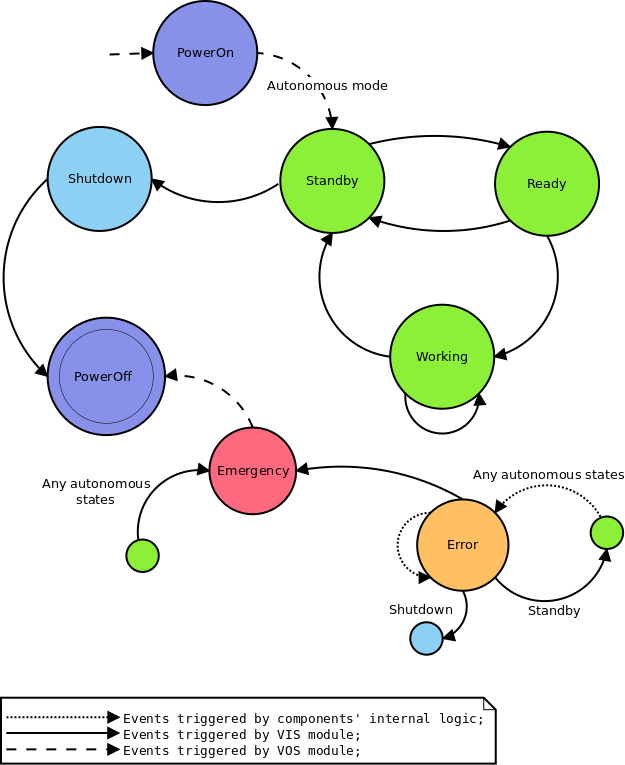 PowerOn
Autonomous mode
Shutdown
Standby
Ready
Working
PowerOff
Emergency
Any autonomous
states
Any autonomous states
Error
Shutdown
Standby
Events triggered by components' internal logic;
Events triggered by VIS module;
Events triggered by VOS module;